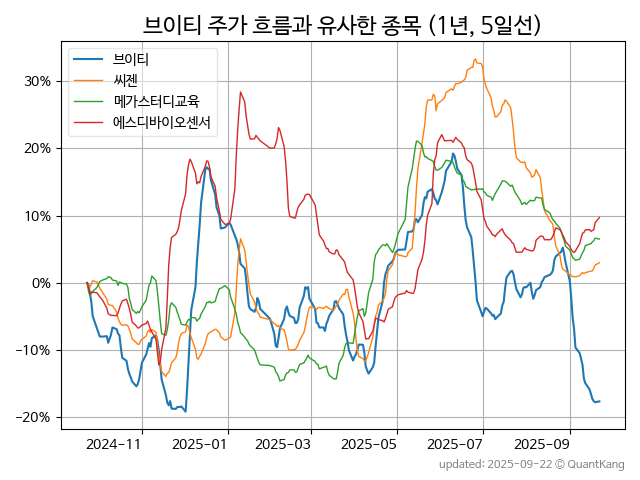 브이티 주가 흐름과 유사한 종목 (1년, 5일선)
브이티
씨젠
메가스터디교육
에스디바이오센서
30%
20%
10%
0%
−10%
−20%
2024-11
2025-01
2025-03
2025-05
2025-07
2025-09
updated: 2025-09-22 © QuantKang